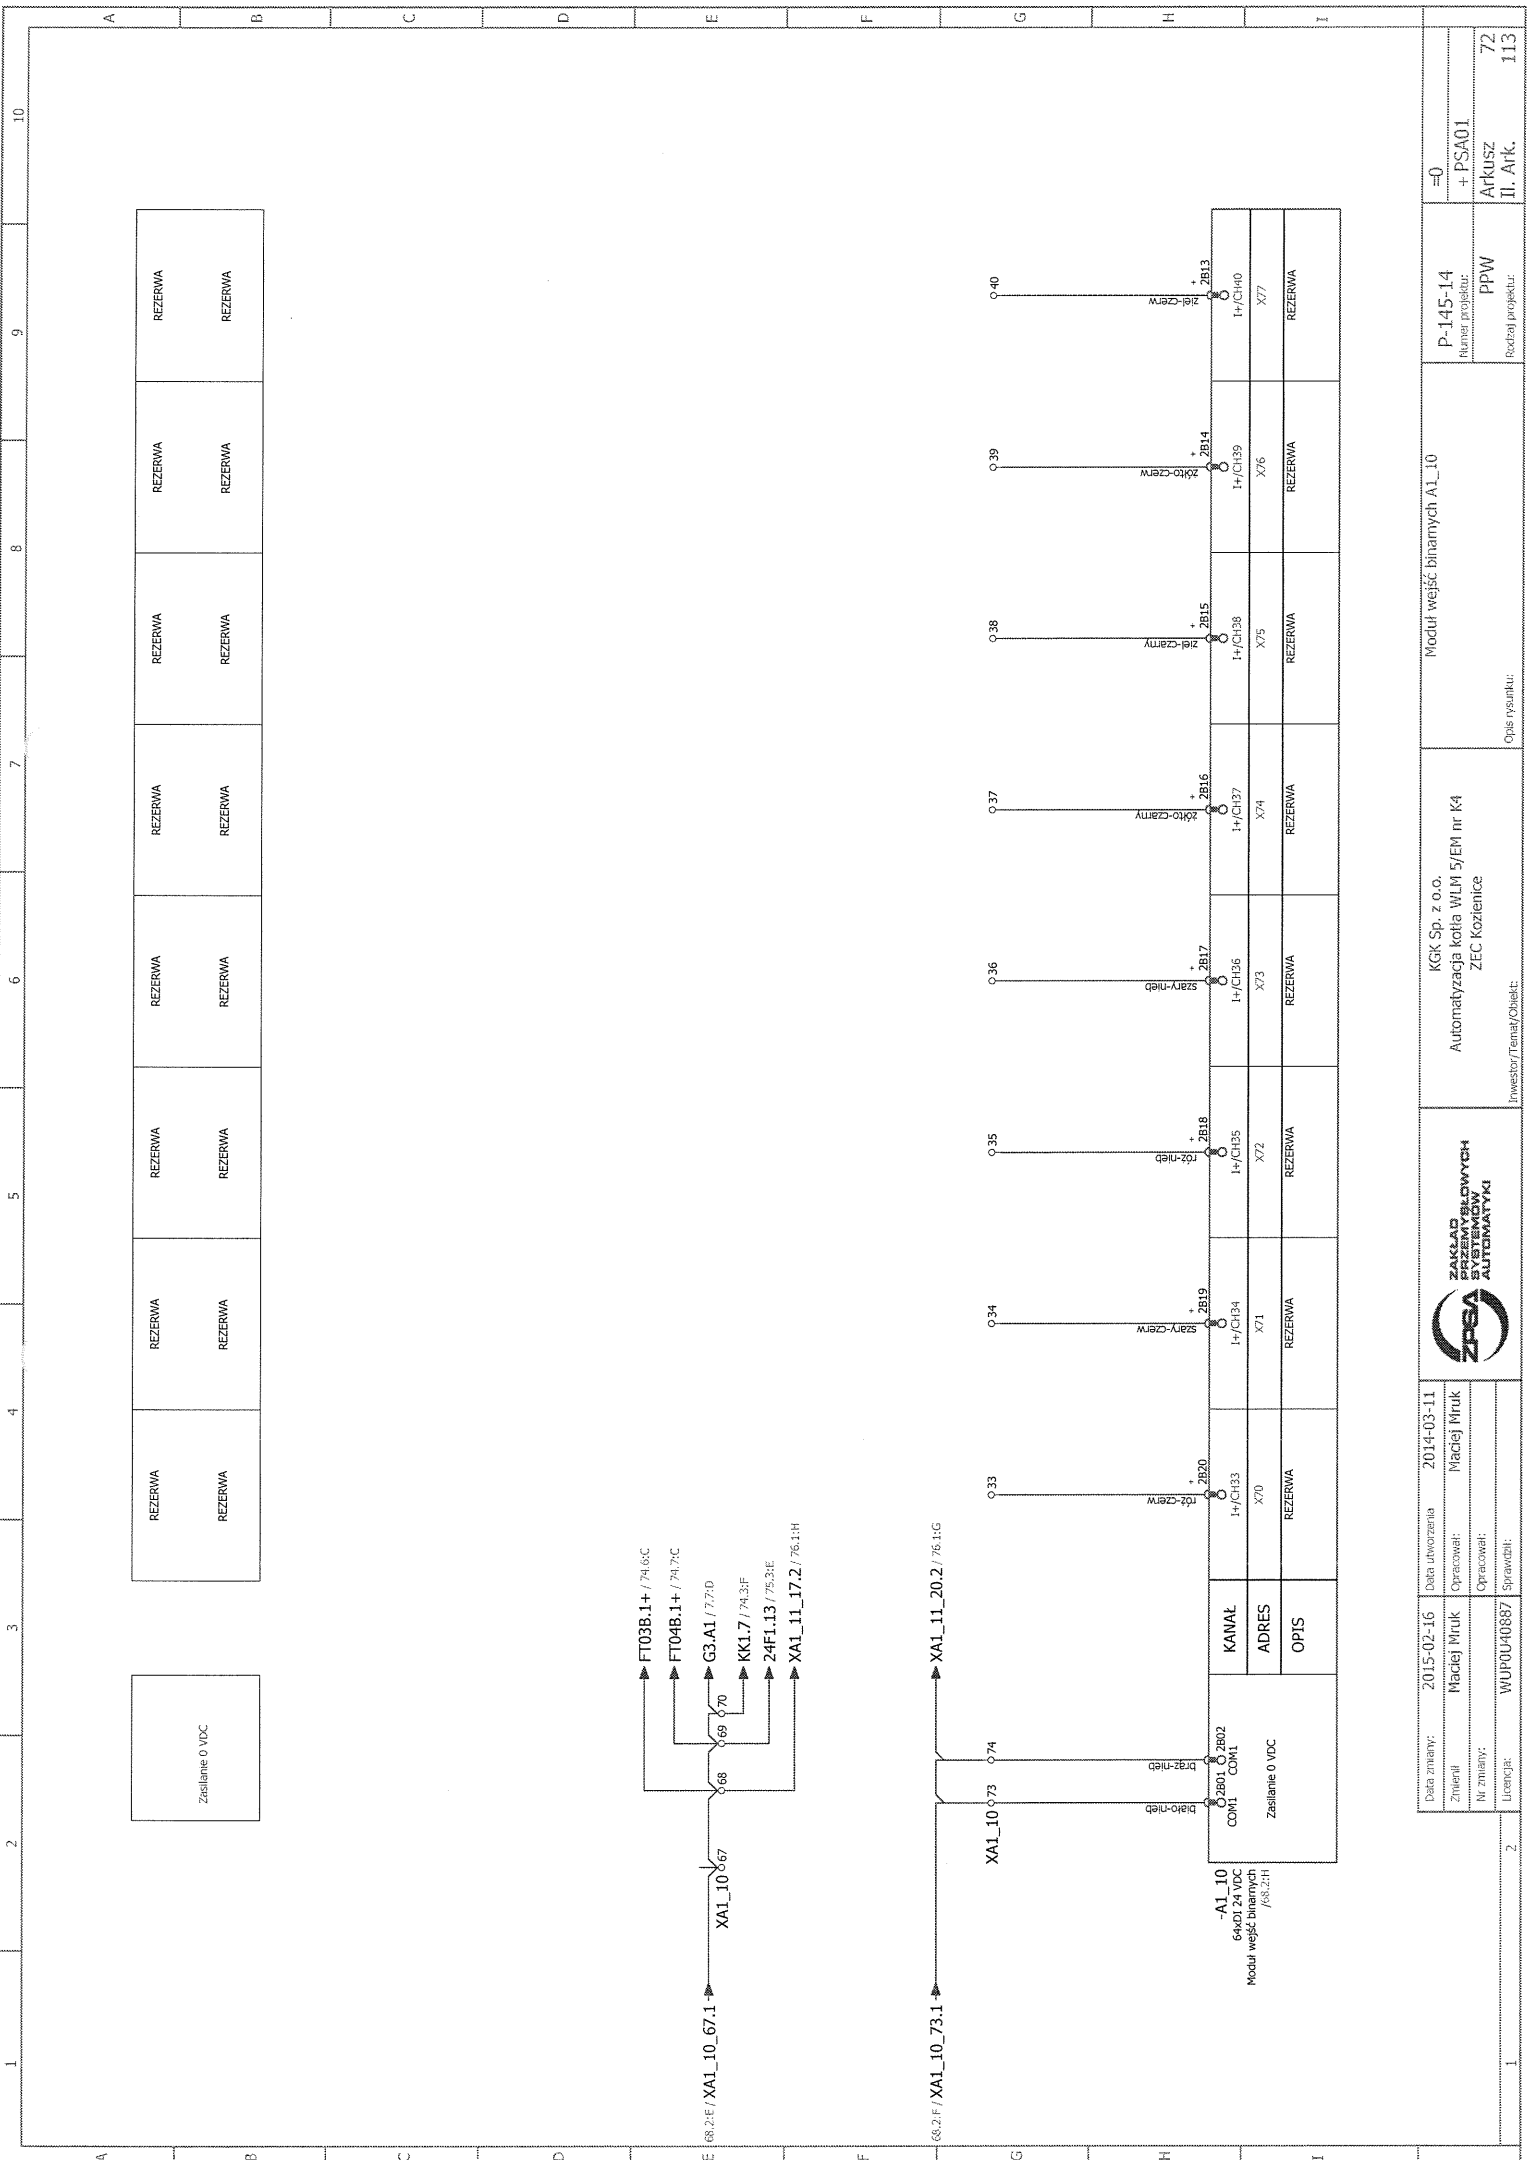 1 2 3 4 5 6 7 8 9 10
A
B
C
D
E
F
G
H
I
A
B
C
D
E
F
G
H
I
Zasilanie 0 VDC
REZERWA REZERWA REZERWA REZERWA REZERWA REZERWA REZERWA REZERWA
REZERWA REZERWA REZERWA REZERWA REZERWA REZERWA REZERWA REZERWA
FT03B.1+ / 74.6:C
FT04B.1+ / 74.7:C
68.2:E / XA1_10_67.1
G3.A1 / 7.7:D
XA1_10 67 68 69 70
KK1.7 / 74.3:F
24F1.13 / 75.3:E
XA1_11_17.2 / 76.1:H
68.2:F / XA1_10_73.1
XA1_11_20.2 / 76.1:G
XA1_10 73 74 33 34 35 36 37 38 39 40
biało-nieb
brąz-nieb
róż-czerw
szary-czerw
róż-nieb
szary-nieb
żółto-czarny
ziel-czarny
żółto-czerw
ziel-czerw
+ + + + + + + +
2B01 2B02 2B20 2B19 2B18 2B17 2B16 2B15 2B14 2B13
-A1_10
64xDI 24 VDC
Moduł wejść binarnych
/68.2:H
COM1 COM1
Zasilanie 0 VDC
KANAŁ I+/CH33 I+/CH34 I+/CH35 I+/CH36 I+/CH37 I+/CH38 I+/CH39 I+/CH40
ADRES X70 X71 X72 X73 X74 X75 X76 X77
OPIS REZERWA REZERWA REZERWA REZERWA REZERWA REZERWA REZERWA REZERWA
Data zmiany: 2015-02-16 Data utworzenia 2014-03-11
Zmienił Maciej Mruk Opracował: Maciej Mruk
Nr zmiany: Opracował:
Licencja: WUP0U40887 Sprawdził:
ZPSA
ZAKŁAD
PRZEMYSŁOWYCH
SYSTEMÓW
AUTOMATYKI
KGK Sp. z o.o.
Automatyzacja kotła WLM 5/EM nr K4
ZEC Kozienice
Inwestor/Temat/Obiekt:
Moduł wejść binarnych A1_10
Opis rysunku:
P-145-14
Numer projektu:
PPW
Rodzaj projektu:
=0
+ PSA01
Arkusz 72
Il. Ark. 113
1 2